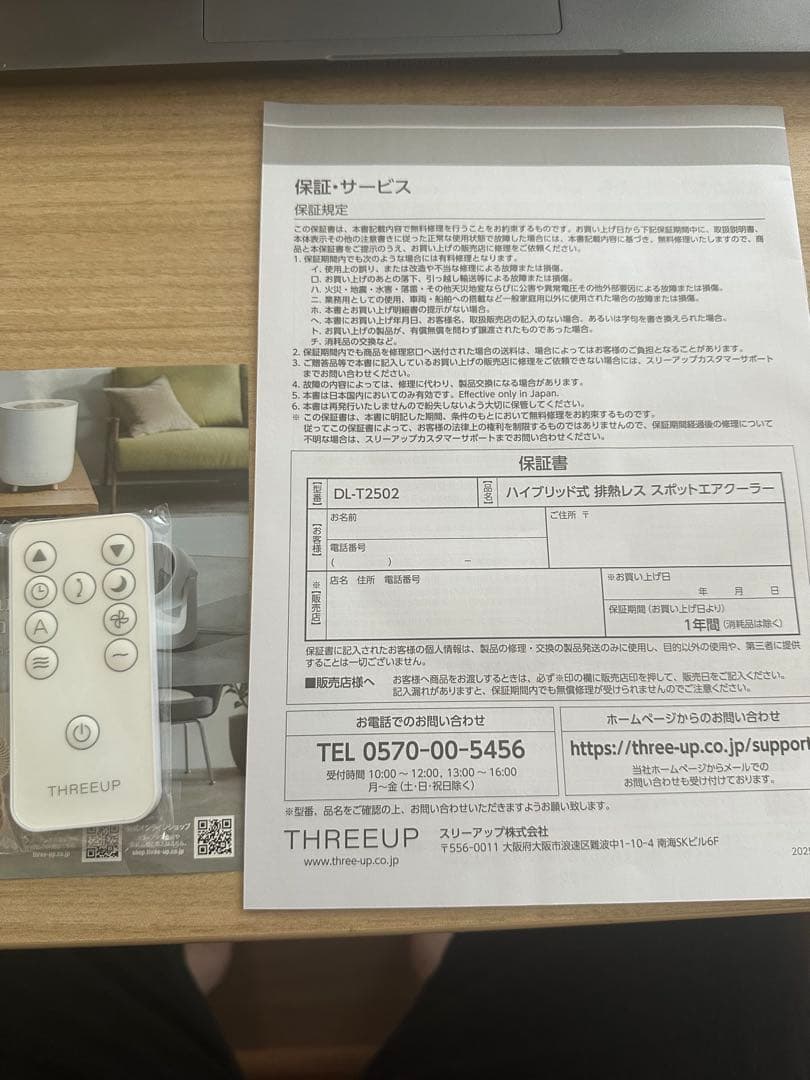 保証・サービス
保証規定
この保証書は、本書記載内容で無料修理を行うことをお約束するものです。お買い上げ日から下記保証期間中に、取扱説明書、
本体表示その他の注意書きに従った正常な使用状態で故障した場合には、本書記載内容に基づき、無料修理いたしますので、商
品と本保証書をご提示のうえ、お買い上げの販売店に修理をご依頼ください。
1. 保証期間内でも次のような場合には有料修理となります。
イ. 使用上の誤り、または改造や不当な修理による故障または損傷。
ロ. お買い上げのあとの落下、引っ越し輸送等による故障または損傷。
ハ. 火災・地震・水害・落雷・その他天災地変ならびに公害や異常電圧その他外部要因による故障または損傷。
ニ. 業務用としての使用、車両・船舶への搭載など一般家庭用以外に使用された場合の故障または損傷。
ホ. 本書とお買い上げ明細書の提示がない場合。
ヘ. 本書にお買い上げ年月日、お客様名、取扱販売店の記入のない場合、あるいは字句を書き換えられた場合。
ト. お買い上げの製品が、有償無償を問わず譲渡されたものであった場合。
チ. 消耗品の交換など。
2. 保証期間内でも商品を修理窓口へ送付された場合の送料は、場合によってはお客様のご負担となることがあります。
3. ご贈答品等で本書に記入しているお買い上げの販売店に修理をご依頼できない場合には、スリーアップカスタマーサポート
までお問い合わせください。
4. 故障の内容によっては、修理に代わり、製品交換になる場合があります。
5. 本書は日本国内においてのみ有効です。Effective only in Japan.
6. 本書は再発行いたしませんので紛失しないよう大切に保管してください。
※ この保証書は、本書に明記した期間、条件のもとにおいて無料修理をお約束するものです。
従ってこの保証書によって、お客様の法律上の権利を制限するものではありませんので、保証期間経過後の修理について
不明な場合は、スリーアップカスタマーサポートまでお問い合わせください。
保証書
【型番】 DL-T2502 【品名】 ハイブリッド式 排熱レス スポットエアクーラー
【お客様】 お名前 ご住所 〒
電話番号
( ) −
※【販売店】 店名 住所 電話番号 ※お買い上げ日
年 月 日
保証期間 (お買い上げ日より)
1年間 (消耗品は除く)
保証書に記入されたお客様の個人情報は、製品の修理・交換の製品発送のみに使用し、目的以外の使用や、第三者に提供
することは一切ございません。
■販売店様へ お客様へ商品をお渡しするときは、必ず※印の欄に販売店印を押して、販売日をご記入ください。
記入漏れがありますと、保証期間内でも無償修理が受けられませんのでご注意ください。
お電話でのお問い合わせ
TEL 0570-00-5456
受付時間 10:00 〜 12:00, 13:00 〜 16:00
月〜金 (土・日・祝日除く)
ホームページからのお問い合わせ
https://three-up.co.jp/support
当社ホームページからメールでの
お問い合わせも受け付けております。
※型番、品名をご確認の上、お問い合わせいただきますようお願い致します。
THREEUP スリーアップ株式会社
〒556-0011 大阪府大阪市浪速区難波中1-10-4 南海SKビル6F
www.three-up.co.jp
A
THREEUP
three-up.co.jp
shop.three-up.co.jp